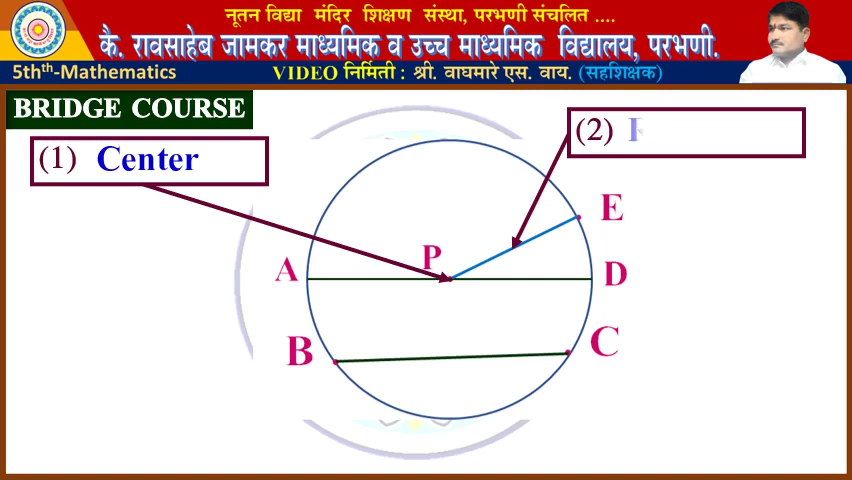 नूतन विद्या मंदिर शिक्षण संस्था, परभणी संचलित ....
कै. रावसाहेब जामकर माध्यमिक व उच्च माध्यमिक विद्यालय, परभणी.
5thth-Mathematics
VIDEO निर्मिती : श्री. वाघमारे एस. वाय. (सहशिक्षक)
BRIDGE COURSE
(1) Center
(2)
E
P
A
D
B
C